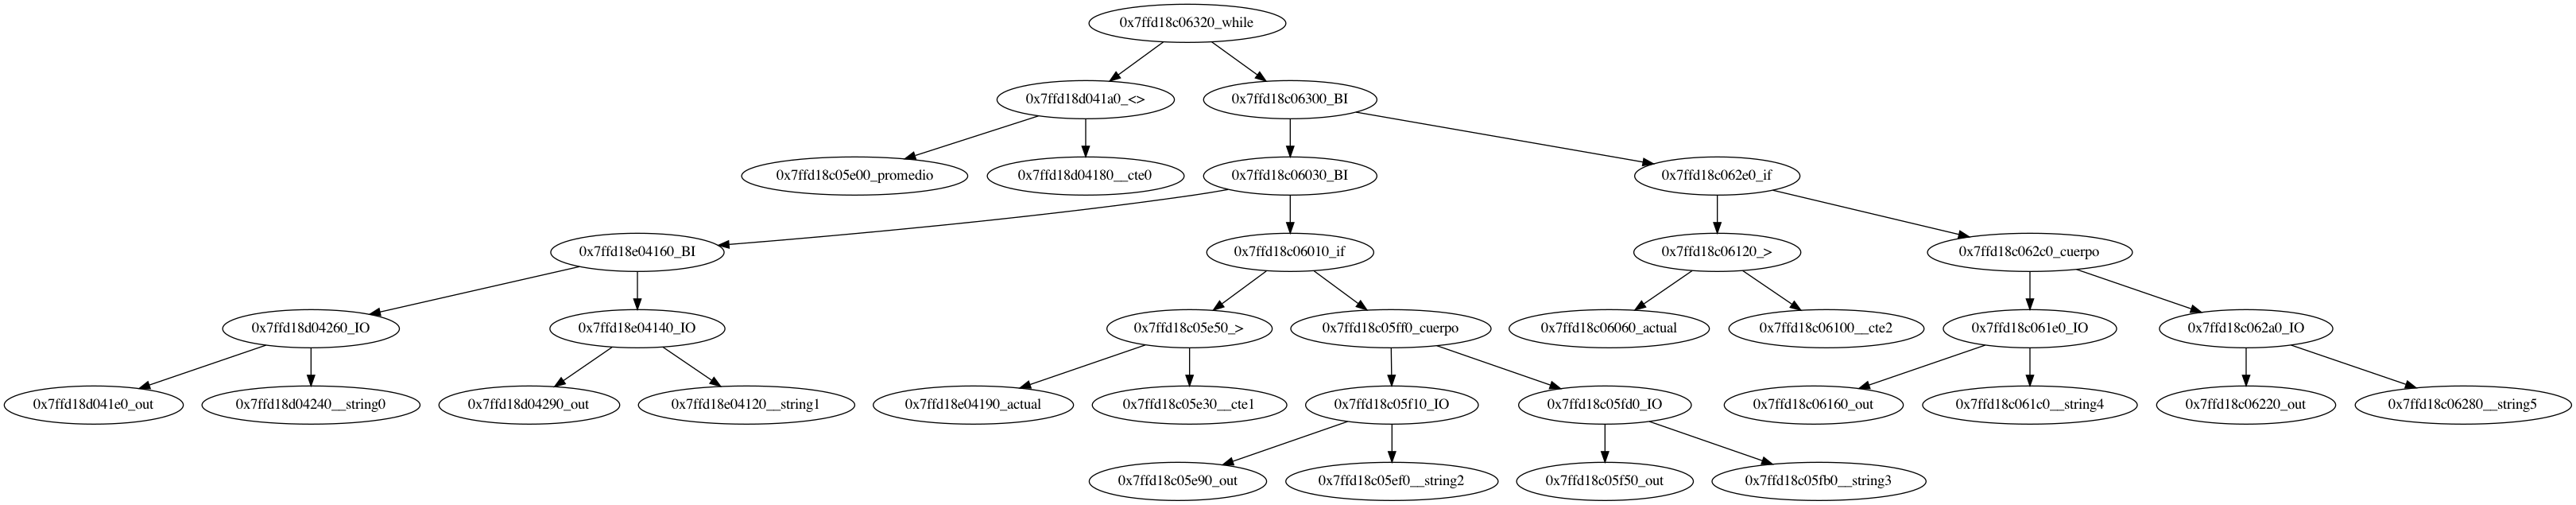 0x7ffd18c06320_while
0x7ffd18d041a0_<>
0x7ffd18c06300_BI
0x7ffd18c05e00_promedio
0x7ffd18d04180__cte0
0x7ffd18c06030_BI
0x7ffd18c062e0_if
0x7ffd18e04160_BI
0x7ffd18c06010_if
0x7ffd18c06120_>
0x7ffd18c062c0_cuerpo
0x7ffd18d04260_IO
0x7ffd18e04140_IO
0x7ffd18c05e50_>
0x7ffd18c05ff0_cuerpo
0x7ffd18c06060_actual
0x7ffd18c06100__cte2
0x7ffd18c061e0_IO
0x7ffd18c062a0_IO
0x7ffd18d041e0_out
0x7ffd18d04240__string0
0x7ffd18d04290_out
0x7ffd18e04120__string1
0x7ffd18e04190_actual
0x7ffd18c05e30__cte1
0x7ffd18c05f10_IO
0x7ffd18c05fd0_IO
0x7ffd18c06160_out
0x7ffd18c061c0__string4
0x7ffd18c06220_out
0x7ffd18c06280__string5
0x7ffd18c05e90_out
0x7ffd18c05ef0__string2
0x7ffd18c05f50_out
0x7ffd18c05fb0__string3